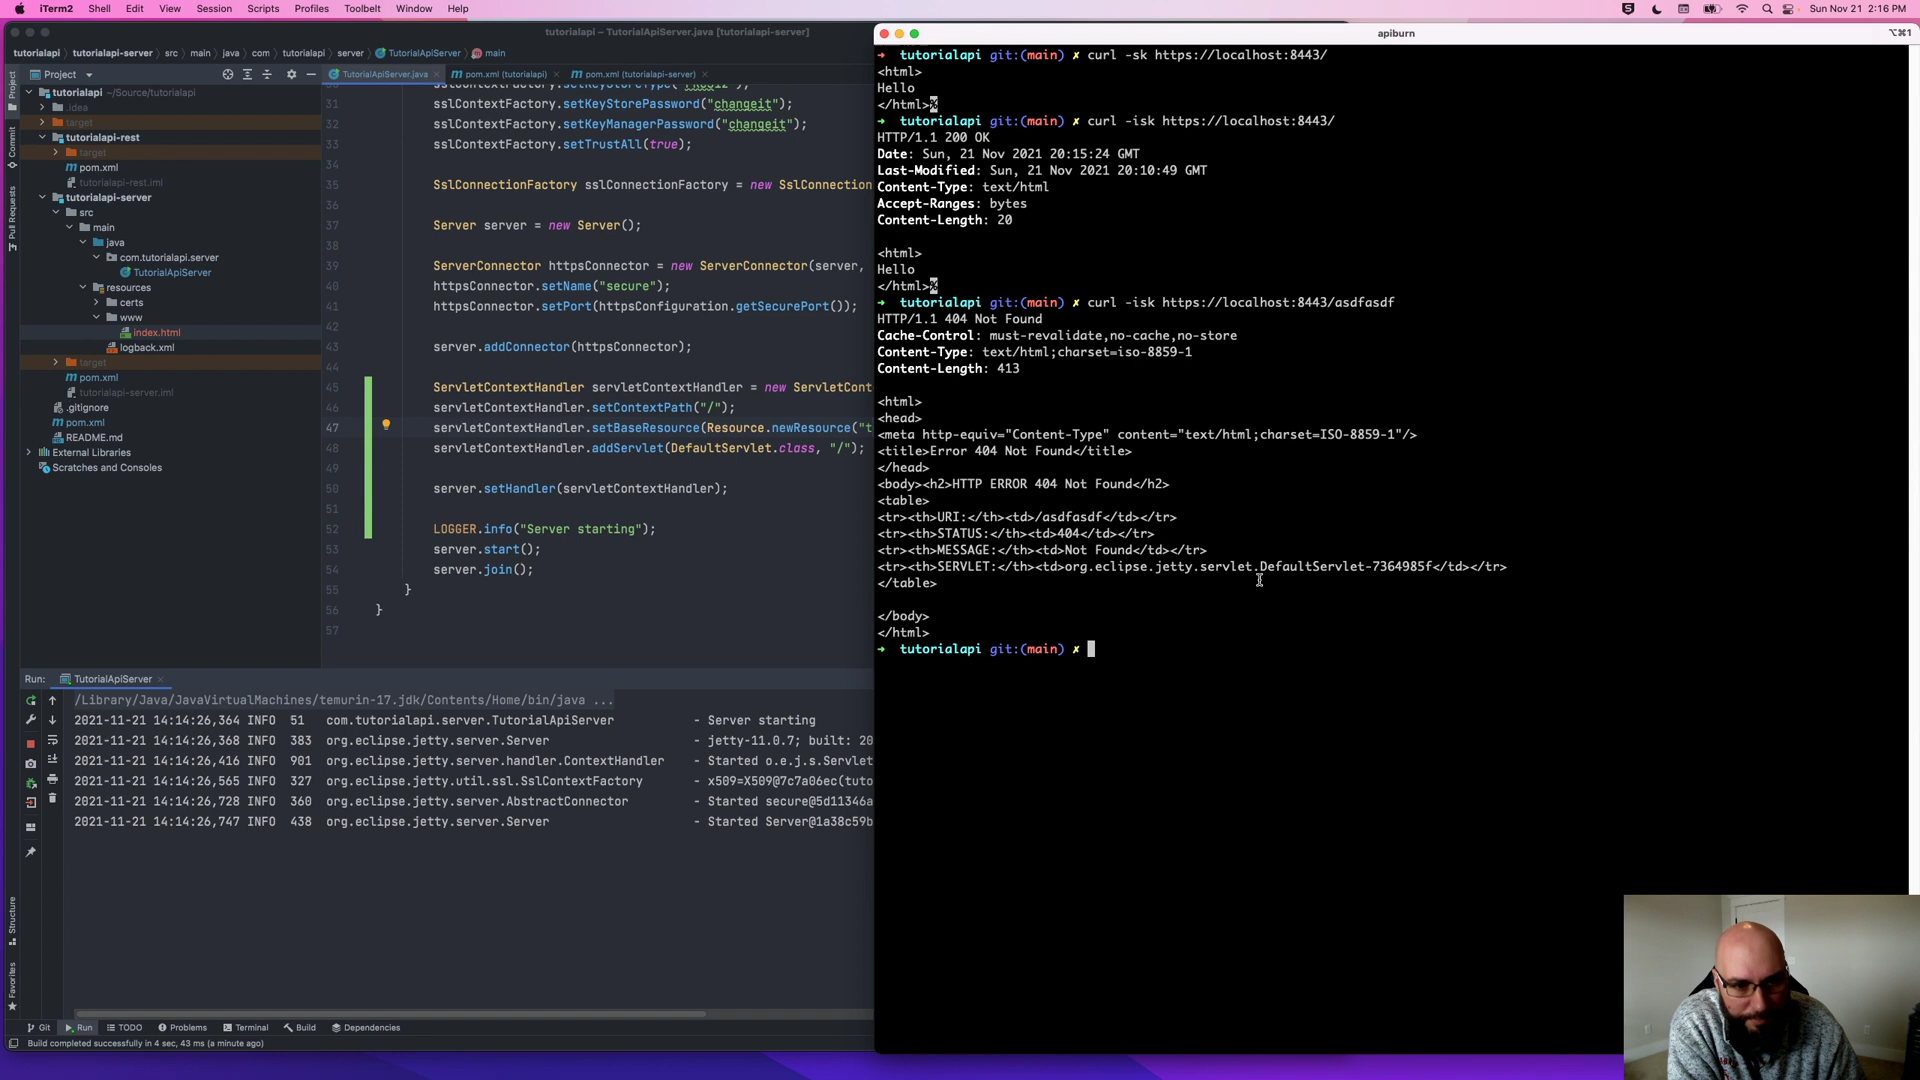 iTerm2 Shell Edit View Session Scripts Profiles Toolbelt Window Help
Sun Nov 21 2:16 PM
tutorialapi – TutorialApiServer.java [tutorialapi-server]
tutorialapi › tutorialapi-server › src › main › java › com › tutorialapi › server › TutorialApiServer › main
Project
TutorialApiServer.java
pom.xml (tutorialapi)
pom.xml (tutorialapi-server)
tutorialapi ~/Source/tutorialapi
.idea
target
tutorialapi-rest
target
pom.xml
tutorialapi-rest.iml
tutorialapi-server
src
main
java
com.tutorialapi.server
TutorialApiServer
resources
certs
www
index.html
logback.xml
target
pom.xml
tutorialapi-server.iml
.gitignore
pom.xml
README.md
External Libraries
Scratches and Consoles
Project
Commit
Pull Requests
Structure
Favorites
31 sslContextFactory.setKeyStorePassword("changeit");
32 sslContextFactory.setKeyManagerPassword("changeit");
33 sslContextFactory.setTrustAll(true);
34
35 SslConnectionFactory sslConnectionFactory = new SslConnection
36
37 Server server = new Server();
38
39 ServerConnector httpsConnector = new ServerConnector(server,
40 httpsConnector.setName("secure");
41 httpsConnector.setPort(httpsConfiguration.getSecurePort());
42
43 server.addConnector(httpsConnector);
44
45 ServletContextHandler servletContextHandler = new ServletCont
46 servletContextHandler.setContextPath("/");
47 servletContextHandler.setBaseResource(Resource.newResource("t
48 servletContextHandler.addServlet(DefaultServlet.class, "/");
49
50 server.setHandler(servletContextHandler);
51
52 LOGGER.info("Server starting");
53 server.start();
54 server.join();
55 }
56 }
57
Run: TutorialApiServer
/Library/Java/JavaVirtualMachines/temurin-17.jdk/Contents/Home/bin/java ...
2021-11-21 14:14:26,364 INFO 51 com.tutorialapi.server.TutorialApiServer - Server starting
2021-11-21 14:14:26,368 INFO 383 org.eclipse.jetty.server.Server - jetty-11.0.7; built: 20
2021-11-21 14:14:26,416 INFO 901 org.eclipse.jetty.server.handler.ContextHandler - Started o.e.j.s.Servlet
2021-11-21 14:14:26,565 INFO 327 org.eclipse.jetty.util.ssl.SslContextFactory - x509=X509@7c7a06ec(tuto
2021-11-21 14:14:26,728 INFO 360 org.eclipse.jetty.server.AbstractConnector - Started secure@5d11346a
2021-11-21 14:14:26,747 INFO 438 org.eclipse.jetty.server.Server - Started Server@1a38c59b
Git Run TODO Problems Terminal Build Dependencies
Build completed successfully in 4 sec, 43 ms (a minute ago)
apiburn
⌥⌘1
➜ tutorialapi git:(main) ✗ curl -sk https://localhost:8443/
<html>
Hello
</html>%
➜ tutorialapi git:(main) ✗ curl -isk https://localhost:8443/
HTTP/1.1 200 OK
Date: Sun, 21 Nov 2021 20:15:24 GMT
Last-Modified: Sun, 21 Nov 2021 20:10:49 GMT
Content-Type: text/html
Accept-Ranges: bytes
Content-Length: 20
<html>
Hello
</html>%
➜ tutorialapi git:(main) ✗ curl -isk https://localhost:8443/asdfasdf
HTTP/1.1 404 Not Found
Cache-Control: must-revalidate,no-cache,no-store
Content-Type: text/html;charset=iso-8859-1
Content-Length: 413
<html>
<head>
<meta http-equiv="Content-Type" content="text/html;charset=ISO-8859-1"/>
<title>Error 404 Not Found</title>
</head>
<body><h2>HTTP ERROR 404 Not Found</h2>
<table>
<tr><th>URI:</th><td>/asdfasdf</td></tr>
<tr><th>STATUS:</th><td>404</td></tr>
<tr><th>MESSAGE:</th><td>Not Found</td></tr>
<tr><th>SERVLET:</th><td>org.eclipse.jetty.servlet.DefaultServlet-7364985f</td></tr>
</table>
</body>
</html>
➜ tutorialapi git:(main) ✗